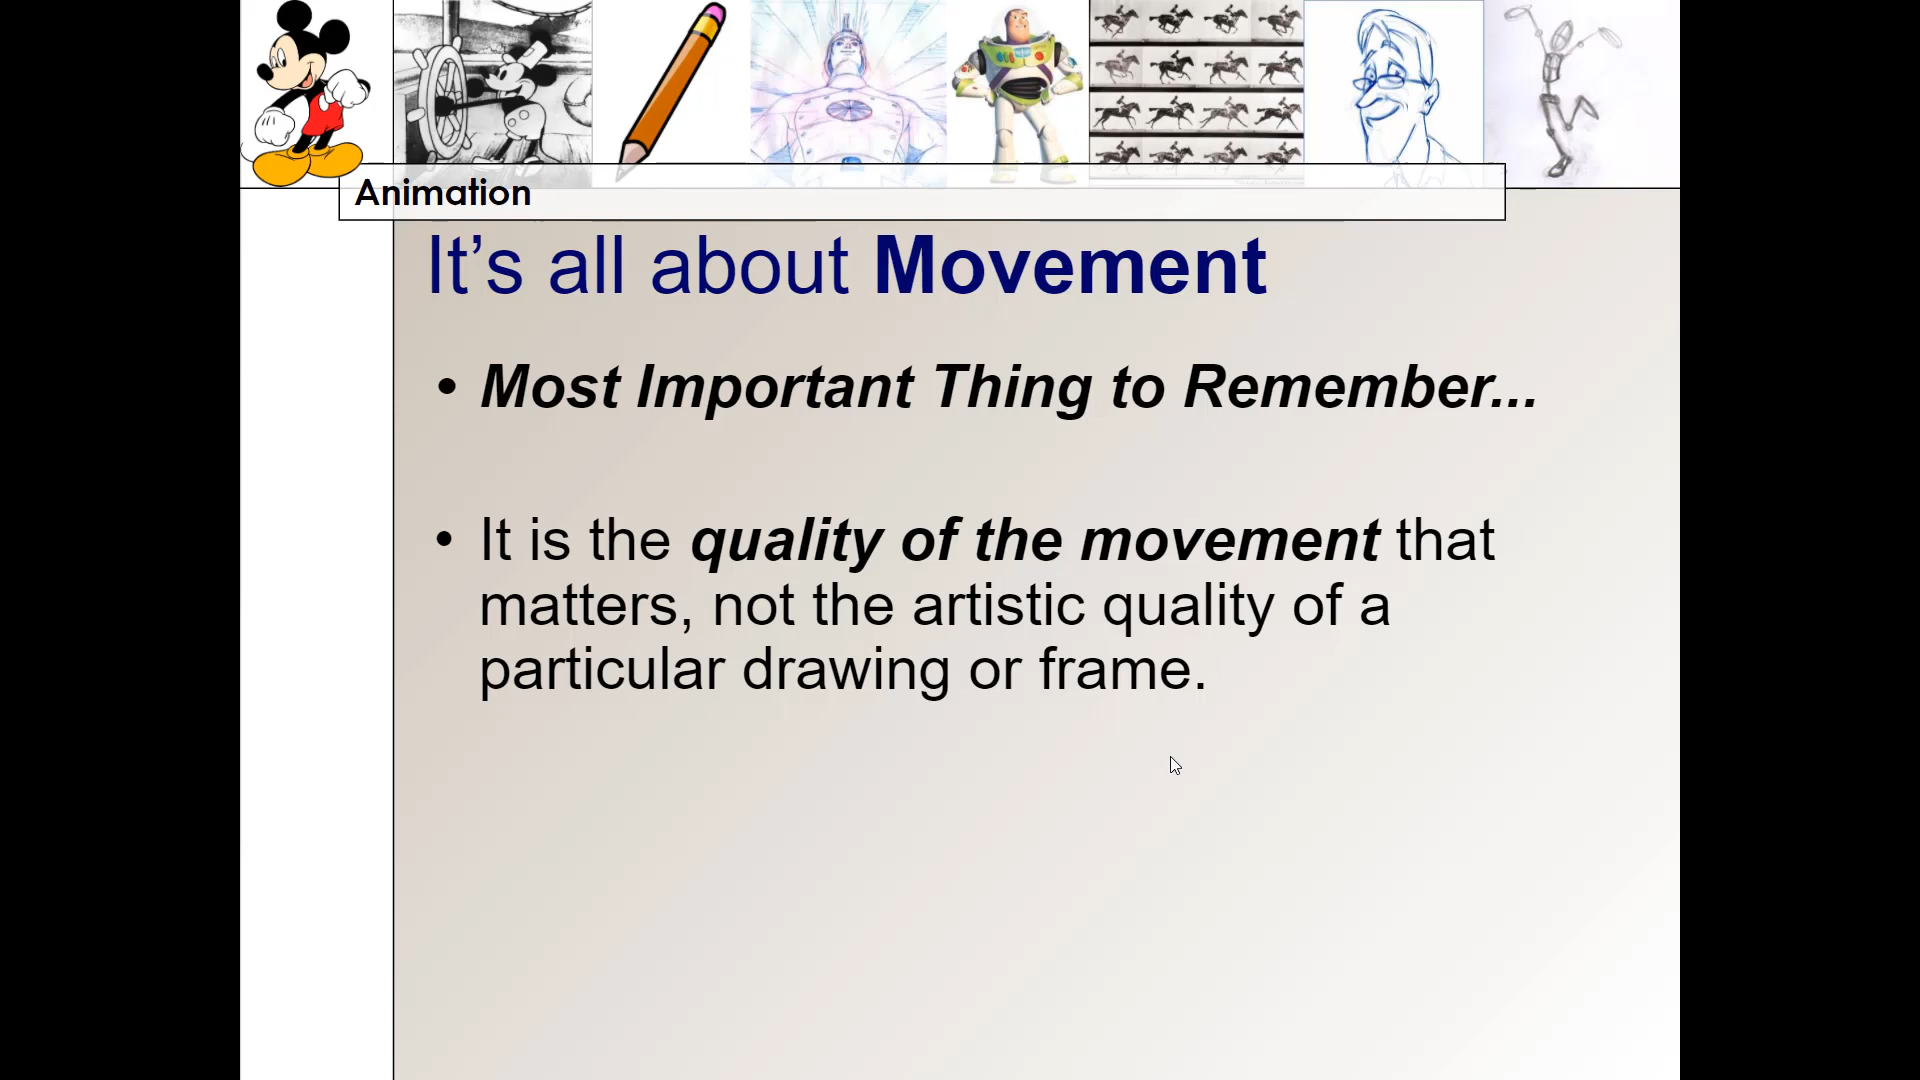 Animation
It’s all about Movement
• Most Important Thing to Remember...
• It is the quality of the movement that
matters, not the artistic quality of a
particular drawing or frame.